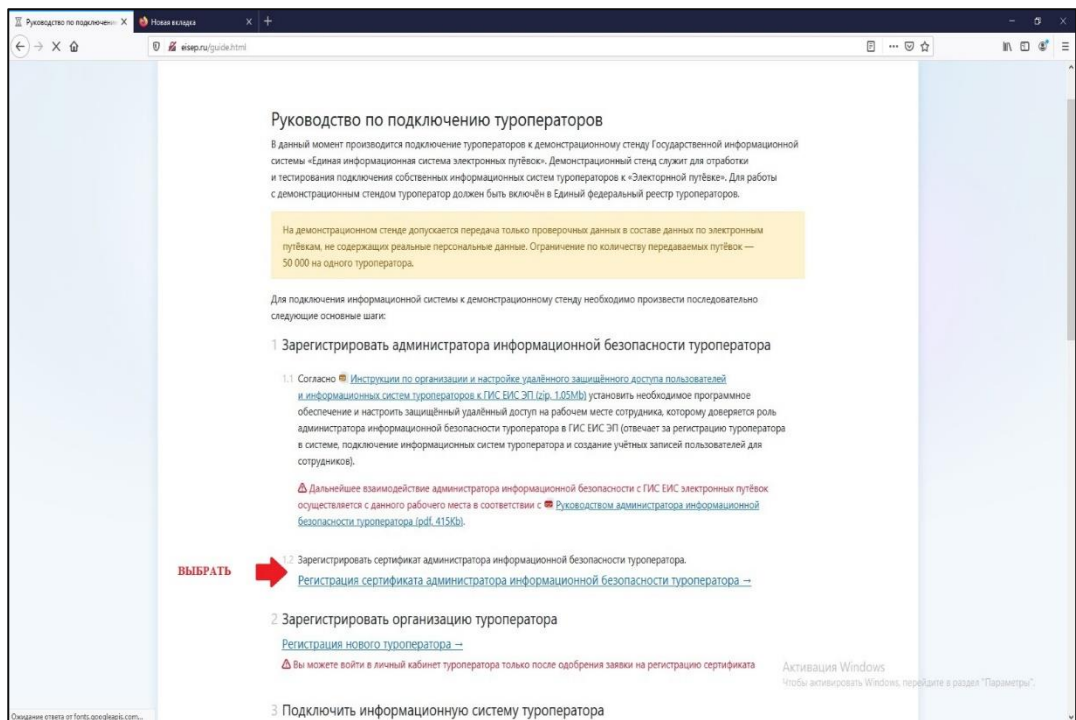 Руководство по подключени
Новая вкладка
eisep.ru/guide.html
Руководство по подключению туроператоров
В данный момент производится подключение туроператоров к демонстрационному стенду Государственной информационной
системы «Единая информационная система электронных путёвок». Демонстрационный стенд служит для отработки
и тестирования подключения собственных информационных систем туроператоров к «Электорнной путёвке». Для работы
с демонстрационным стендом туроператор должен быть включён в Единый федеральный реестр туроператоров.
На демонстрационном стенде допускается передача только проверочных данных в составе данных по электронным
путёвкам, не содержащих реальные персональные данные. Ограничение по количеству передаваемых путёвок —
50 000 на одного туроператора.
Для подключения информационной системы к демонстрационному стенду необходимо произвести последовательно
следующие основные шаги:
1 Зарегистрировать администратора информационной безопасности туроператора
1.1 Согласно Инструкции по организации и настройке удалённого защищённого доступа пользователей
и информационных систем туроператоров к ГИС ЕИС ЭП (zip, 1.05Mb) установить необходимое программное
обеспечение и настроить защищённый удалённый доступ на рабочем месте сотрудника, которому доверяется роль
администратора информационной безопасности туроператора в ГИС ЕИС ЭП (отвечает за регистрацию туроператора
в системе, подключение информационных систем туроператора и создание учётных записей пользователей для
сотрудников).
Дальнейшее взаимодействие администратора информационной безопасности с ГИС ЕИС электронных путёвок
осуществляется с данного рабочего места в соответствии с Руководством администратора информационной
безопасности туроператора (pdf, 415Kb).
1.2 Зарегистрировать сертификат администратора информационной безопасности туроператора.
ВЫБРАТЬ
Регистрация сертификата администратора информационной безопасности туроператора →
2 Зарегистрировать организацию туроператора
Регистрация нового туроператора →
Вы можете войти в личный кабинет туроператора только после одобрения заявки на регистрацию сертификата
Активация Windows
Чтобы активировать Windows, перейдите в раздел "Параметры".
3 Подключить информационную систему туроператора
Ожидание ответа от fonts.googleapis.com...